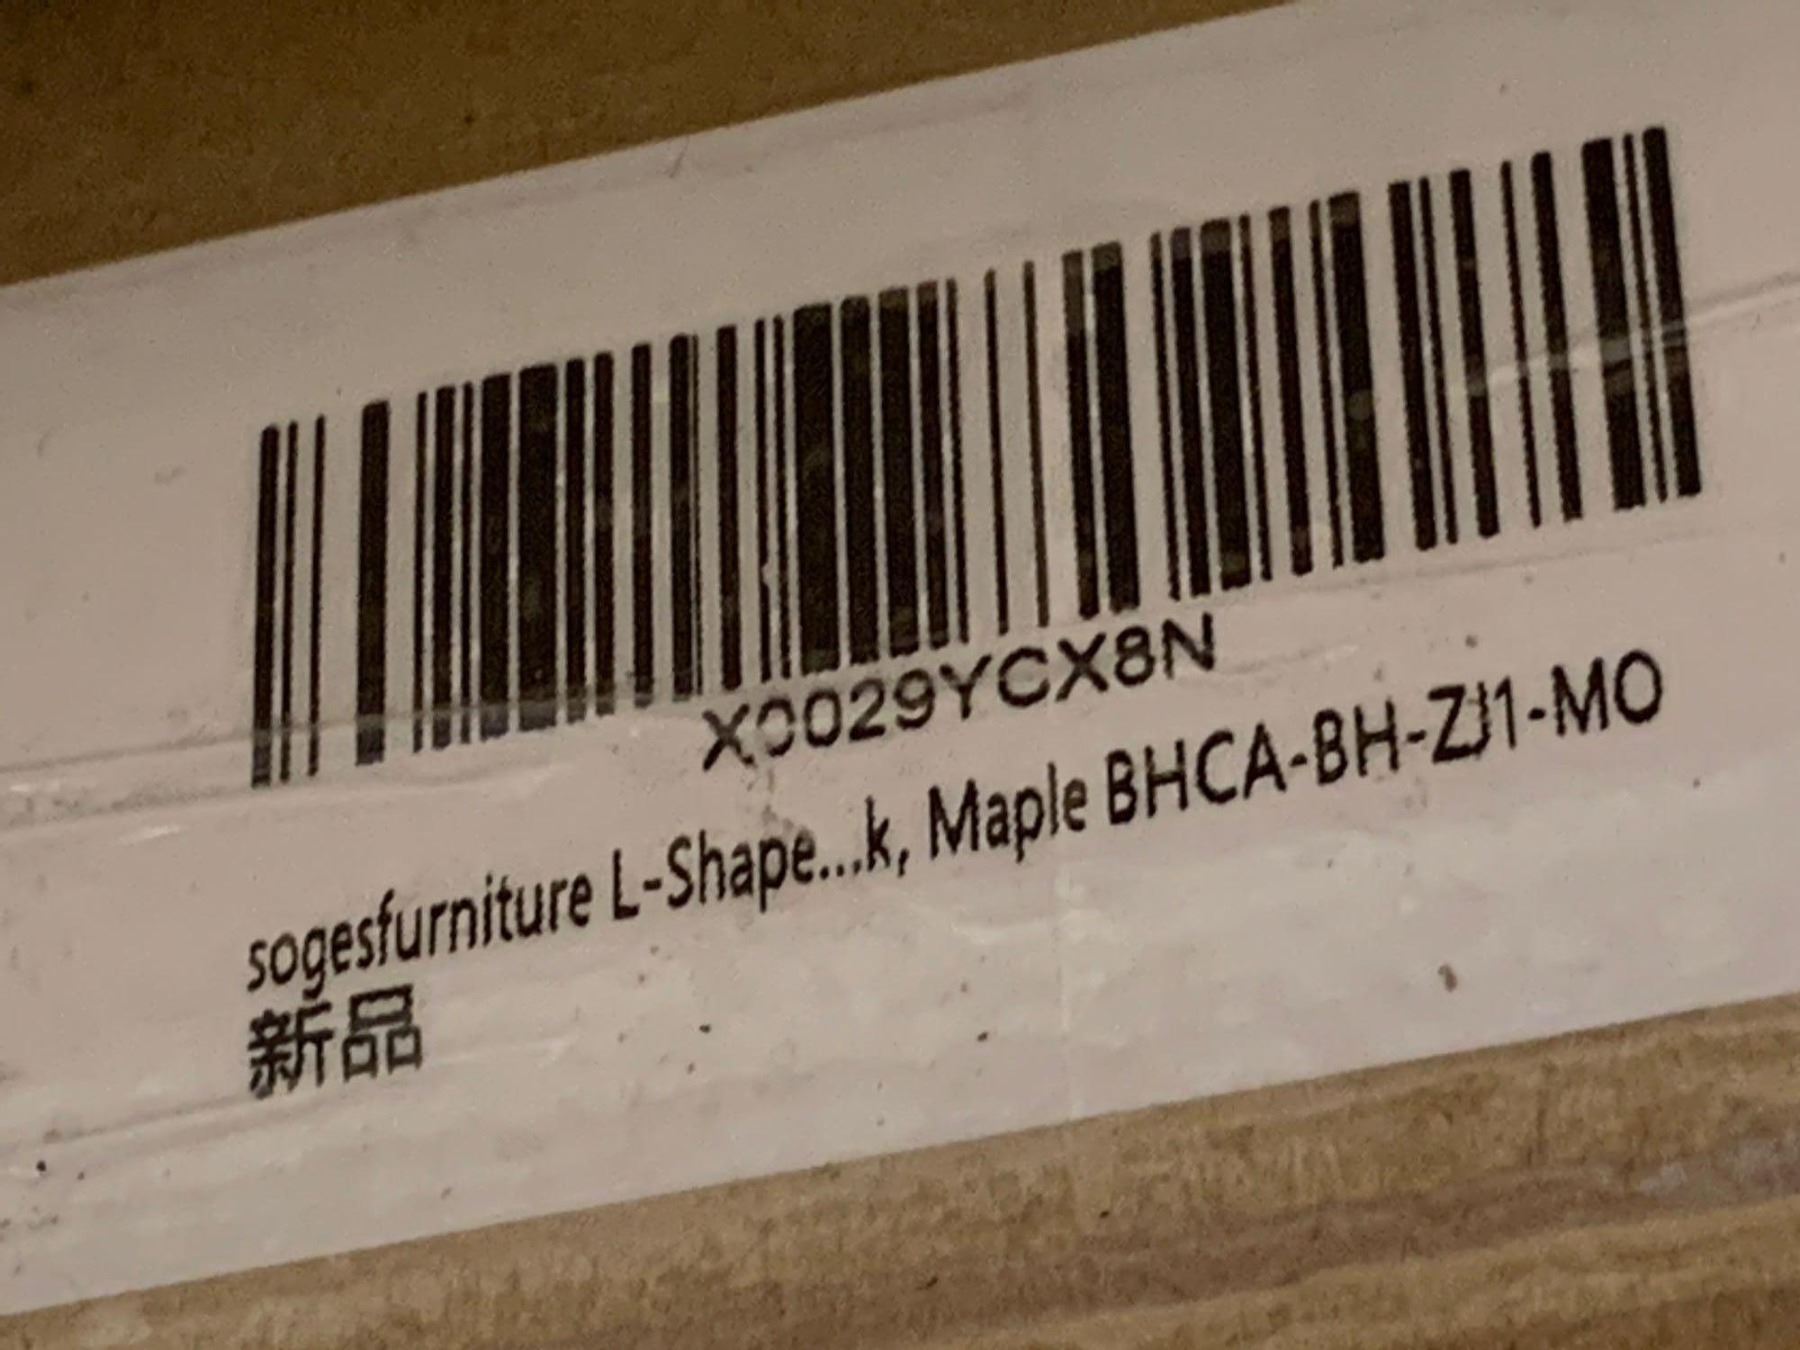 X0029YCX8N
sogesfurniture L-Shape...k, Maple BHCA-BH-ZJ1-MO
新品